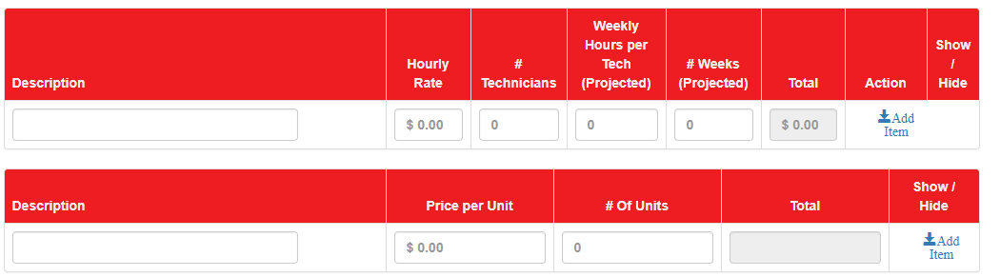 Description Hourly Rate # Technicians Weekly Hours per Tech (Projected) # Weeks (Projected) Total Action Show / Hide
$ 0.00 0 0 0 $ 0.00 Add Item
Description Price per Unit # Of Units Total Show / Hide
$ 0.00 0 Add Item